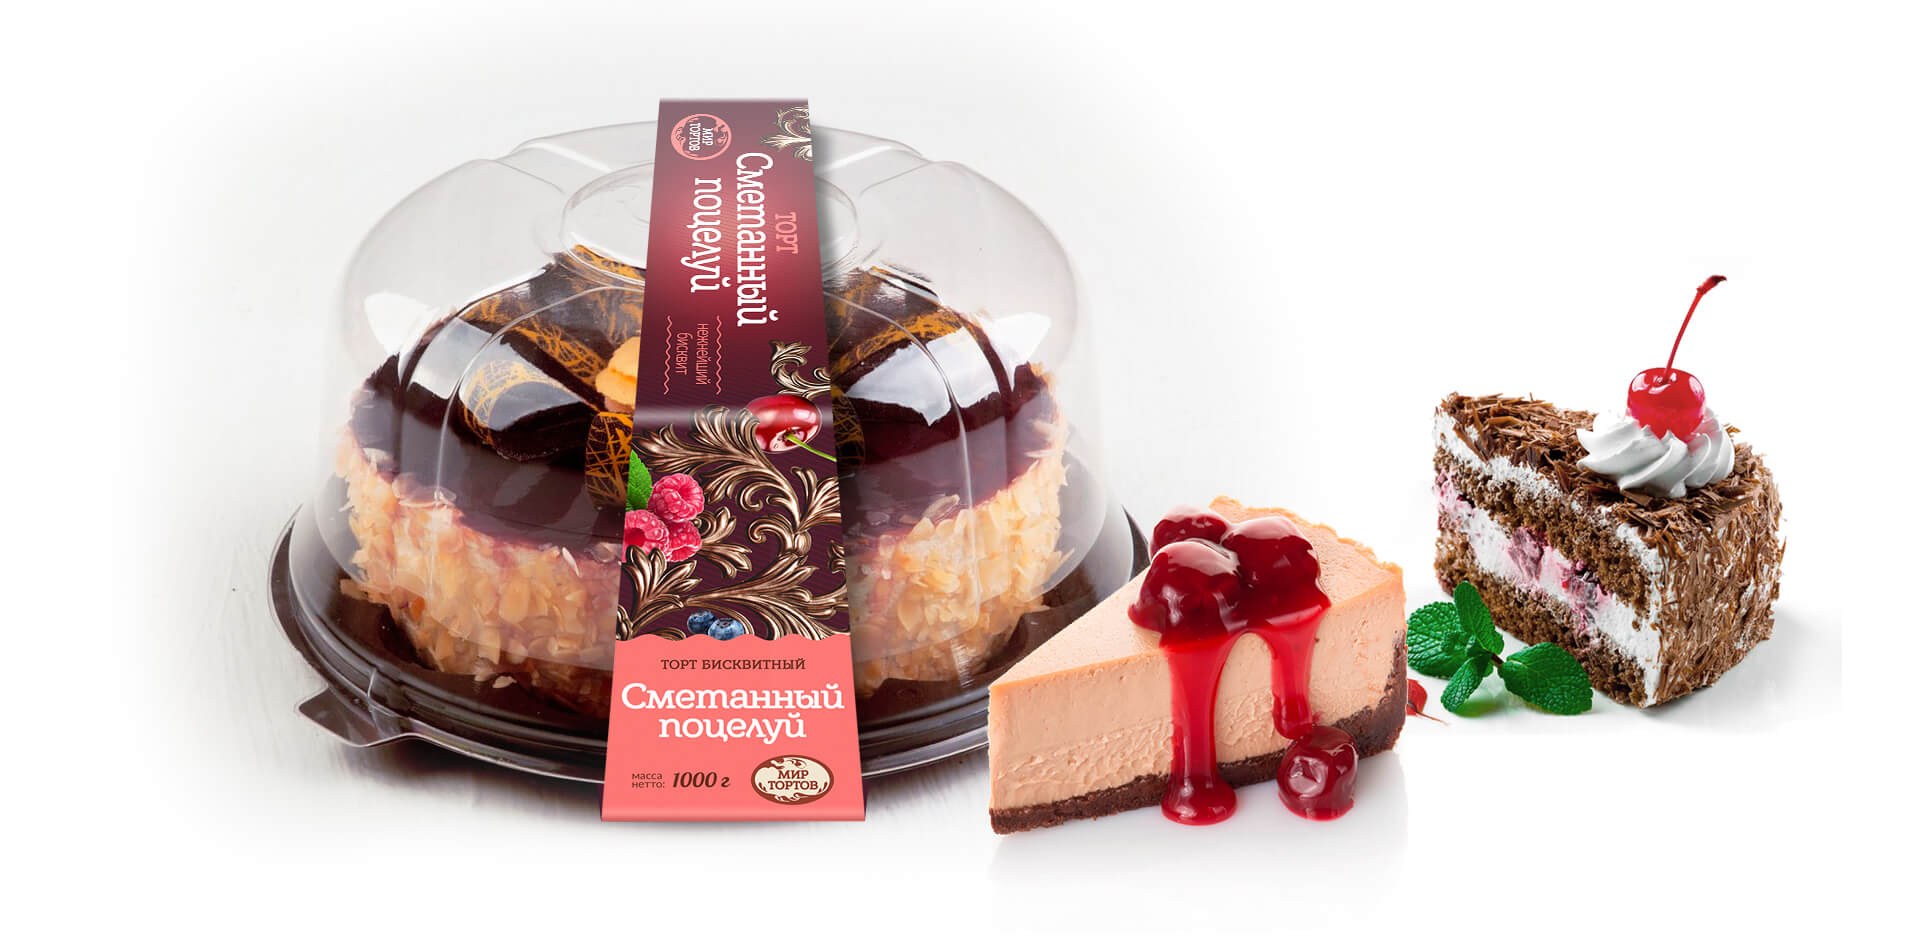 МИР
ТОРТОВ
ТОРТ
Сметанный
поцелуй
нежнейший
бисквит
ТОРТ БИСКВИТНЫЙ
Сметанный
поцелуй
масса
нетто: 1000 г
МИР
ТОРТОВ